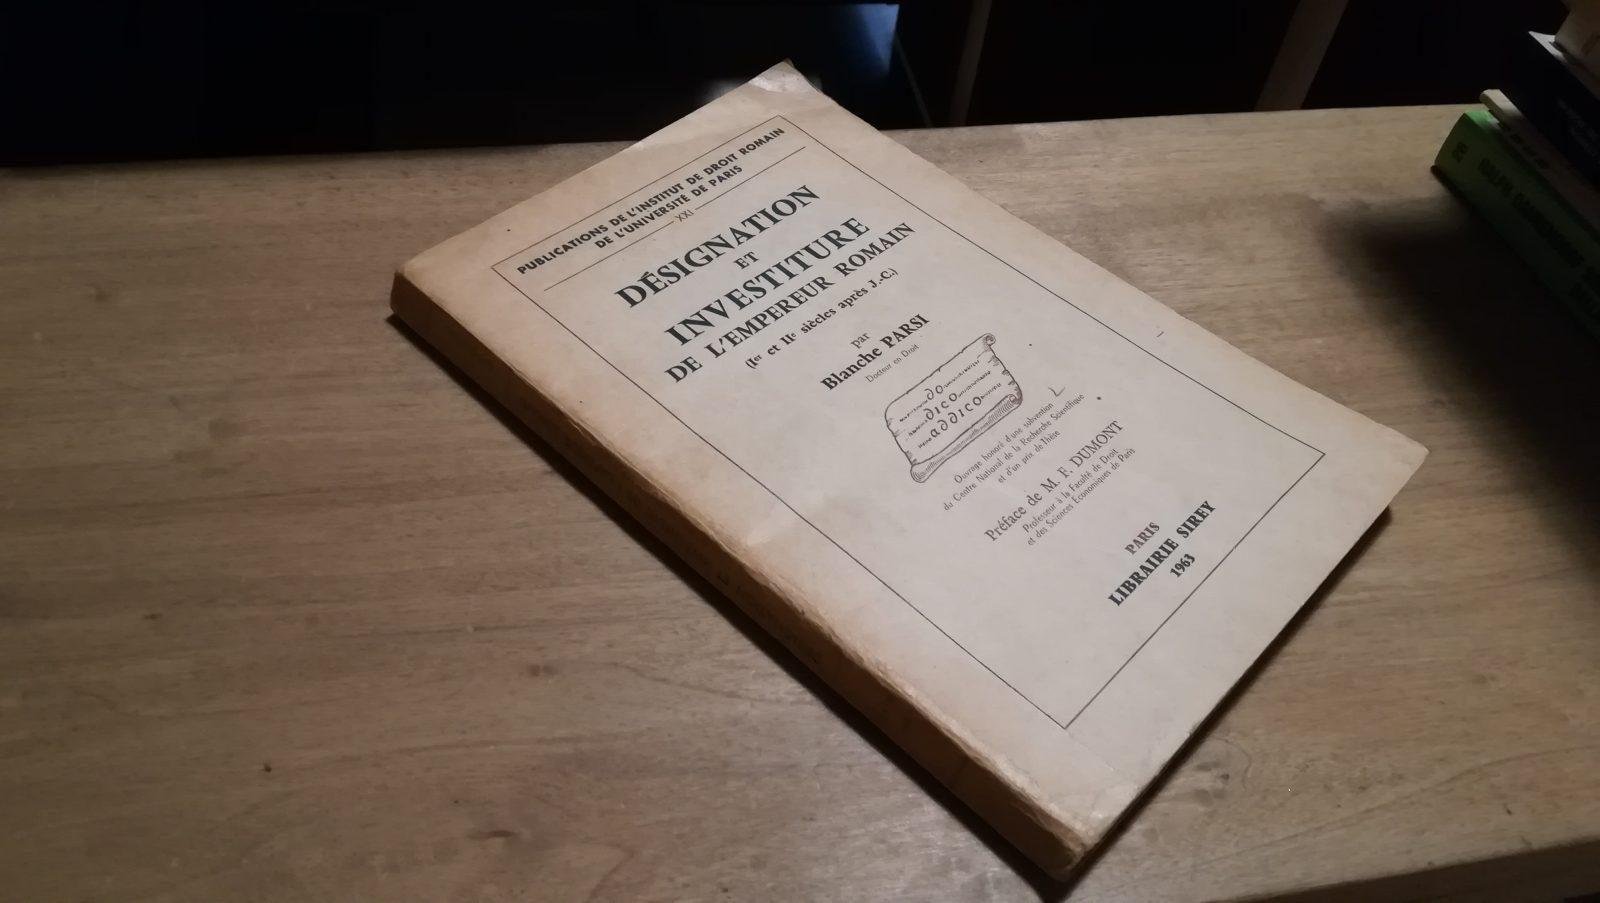 PUBLICATIONS DE L'INSTITUT DE DROIT ROMAIN
DE L'UNIVERSITÉ DE PARIS
XXI
DÉSIGNATION
ET
INVESTITURE
DE L'EMPEREUR ROMAIN
(Ier et IIe siècles après J.-C.)
par
Blanche PARSI
Docteur en Droit
DO
DICO
ADDICO
Ouvrage honoré d'une subvention
du Centre National de la Recherche Scientifique
et d'un prix de Thèse
Préface de M. F. DUMONT
Professeur à la Faculté de Droit
et des Sciences Economiques de Paris
PARIS
LIBRAIRIE SIREY
1963